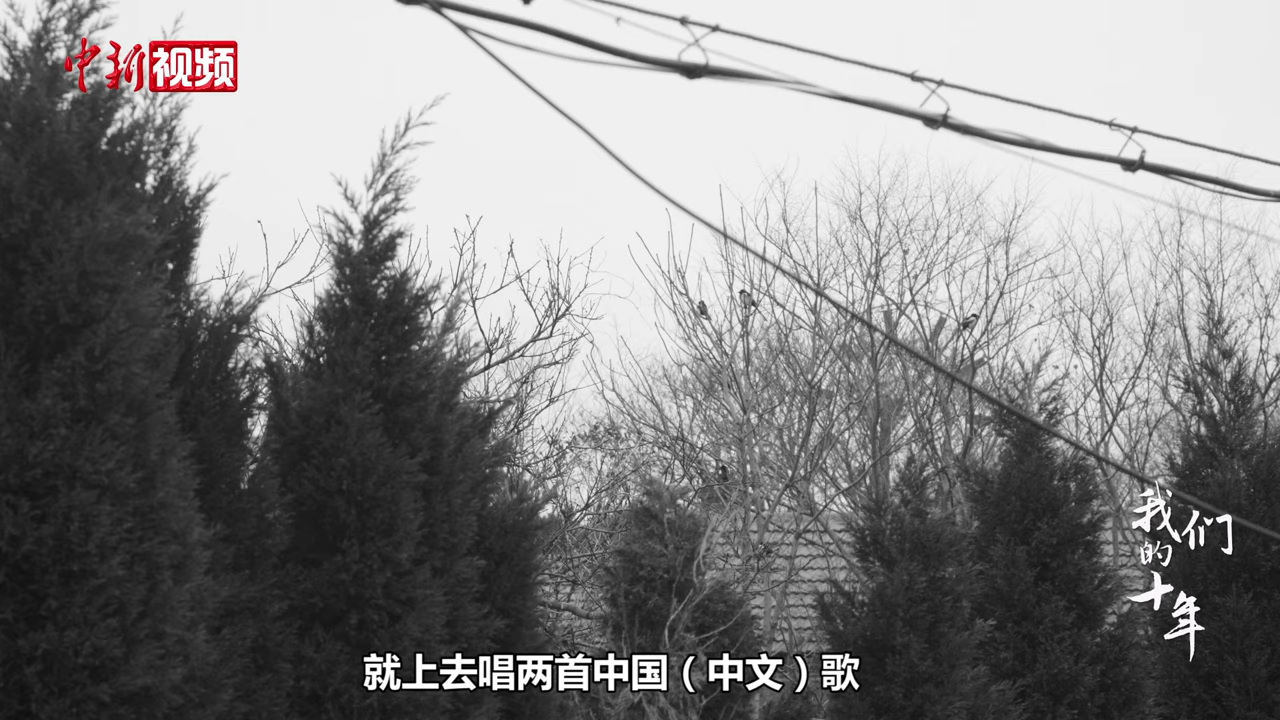 中新视频
我们
的
十年
就上去唱两首中国（中文）歌